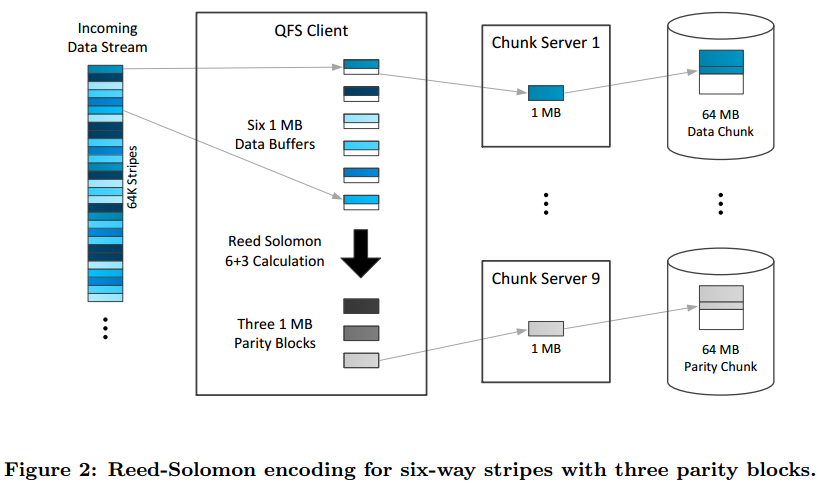 Incoming
Data Stream
64K Stripes
QFS Client
Six 1 MB
Data Buffers
Reed Solomon
6+3 Calculation
Three 1 MB
Parity Blocks
Chunk Server 1
1 MB
64 MB
Data Chunk
Chunk Server 9
1 MB
64 MB
Parity Chunk
Figure 2: Reed-Solomon encoding for six-way stripes with three parity blocks.